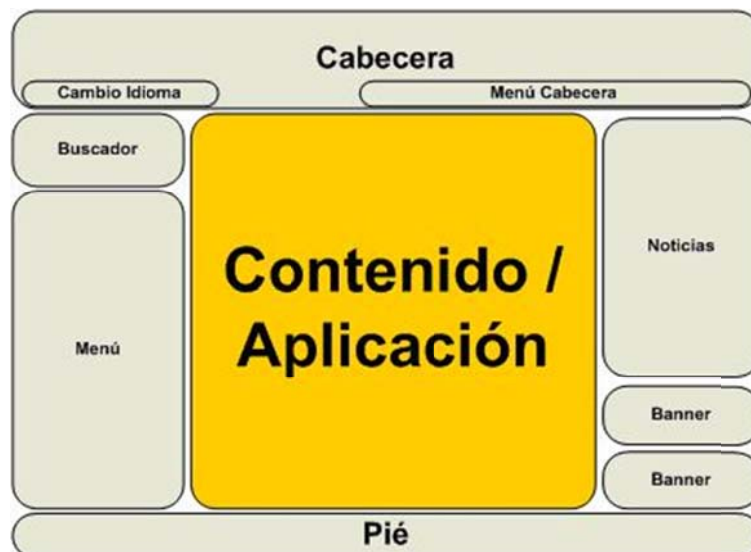 Cabecera
Cambio Idioma
Menú Cabecera
Buscador
Contenido /
Aplicación
Noticias
Menú
Banner
Banner
Pié